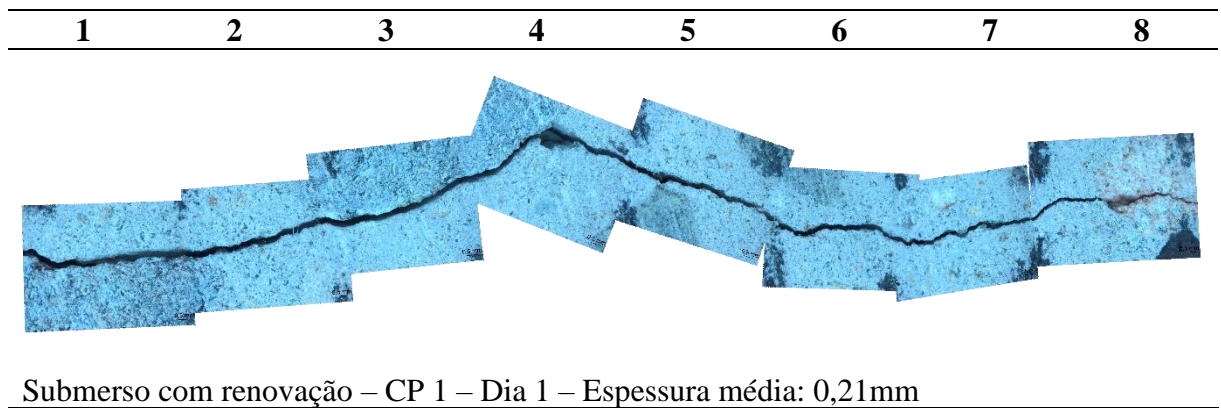 1 2 3 4 5 6 7 8
Submerso com renovação – CP 1 – Dia 1 – Espessura média: 0,21mm